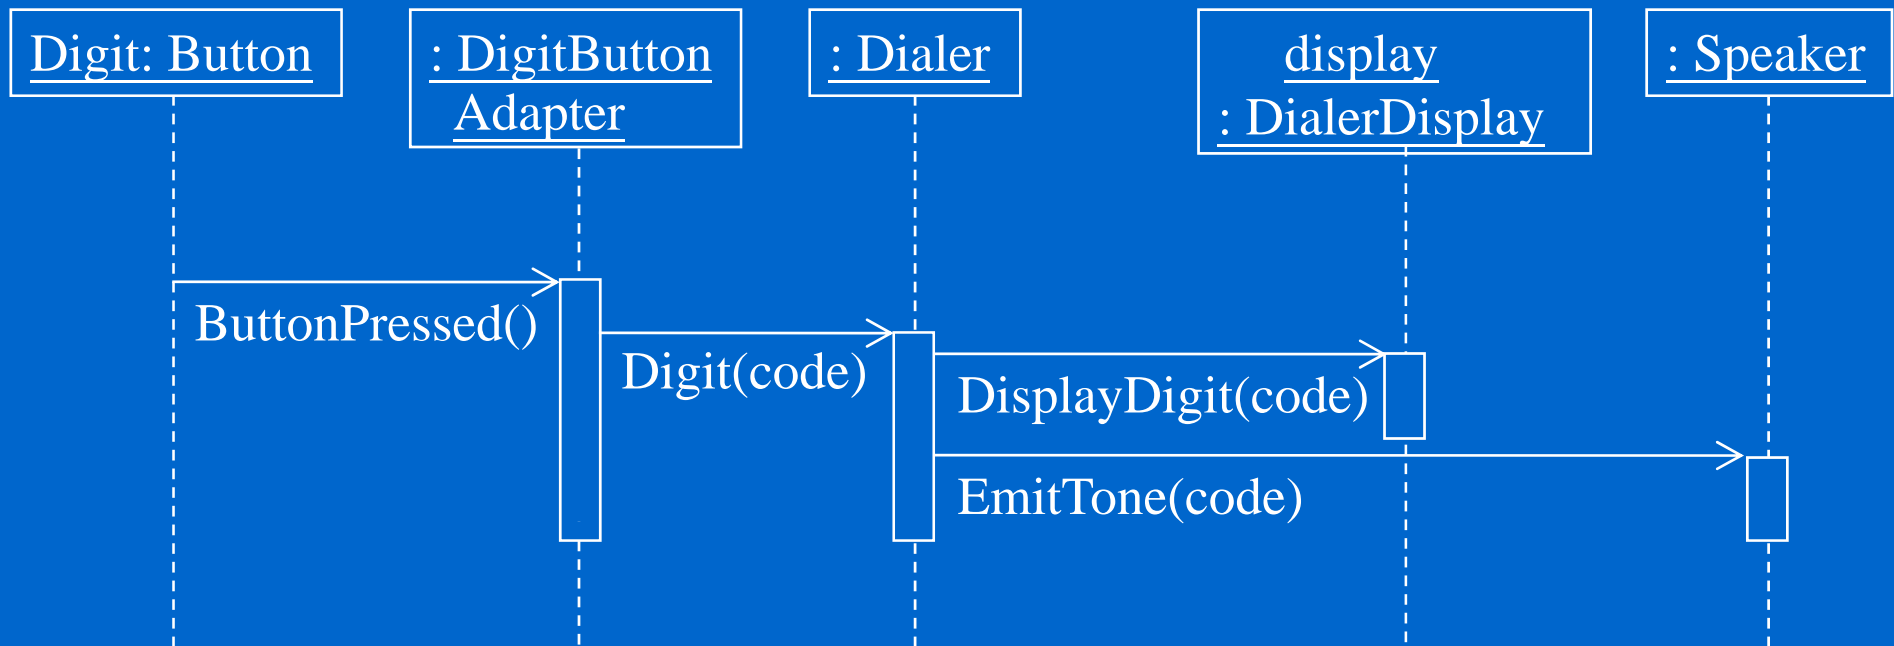 Digit: Button
: DigitButton
Adapter
: Dialer
display
: DialerDisplay
: Speaker
ButtonPressed()
Digit(code)
DisplayDigit(code)
EmitTone(code)